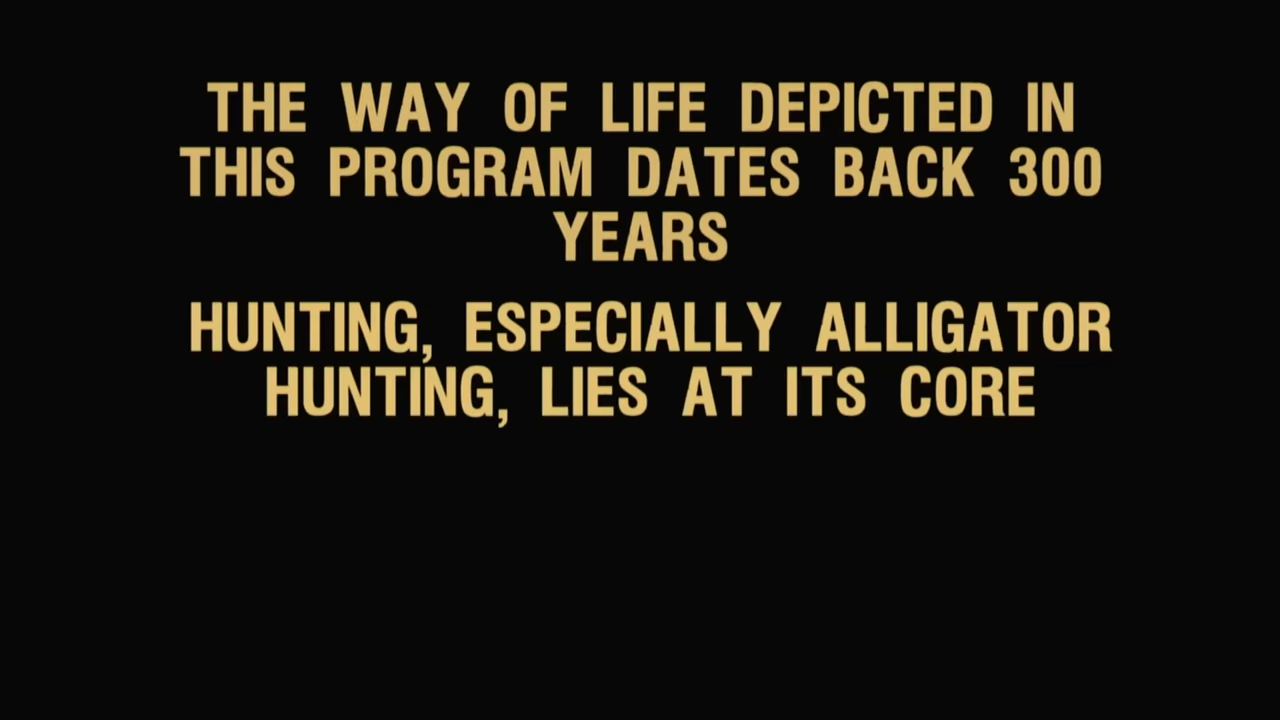 THE WAY OF LIFE DEPICTED IN
THIS PROGRAM DATES BACK 300
YEARS
HUNTING, ESPECIALLY ALLIGATOR
HUNTING, LIES AT ITS CORE